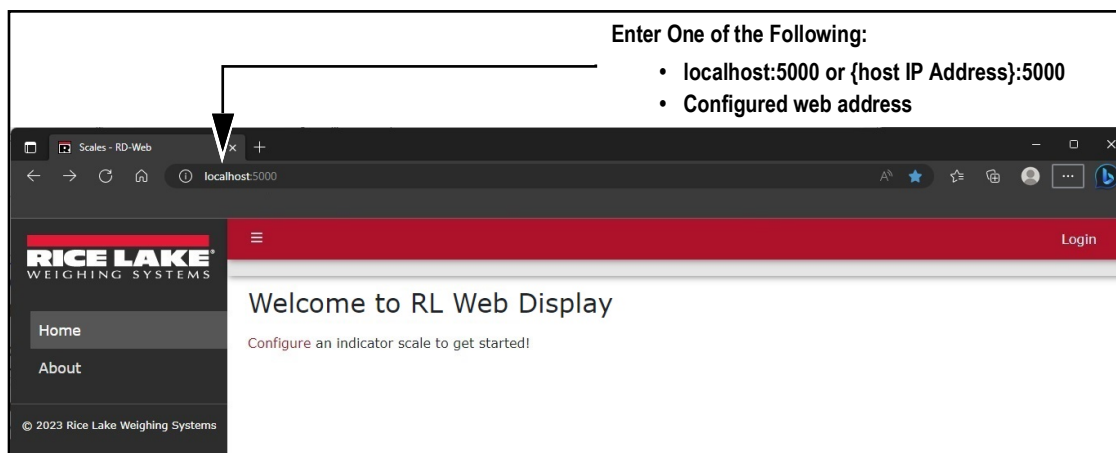 Enter One of the Following:
• localhost:5000 or {host IP Address}:5000
• Configured web address
Scales - RD-Web
localhost:5000
RICE LAKE®
WEIGHING SYSTEMS
Login
Home
About
© 2023 Rice Lake Weighing Systems
Welcome to RL Web Display
Configure an indicator scale to get started!